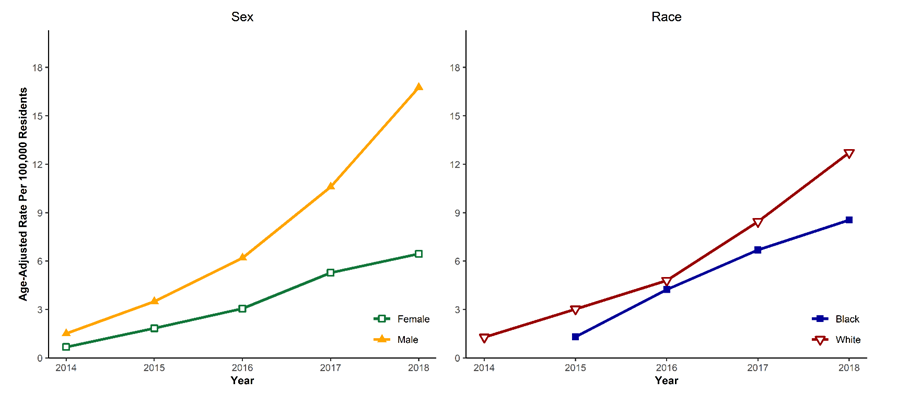 Sex
Age-Adjusted Rate Per 100,000 Residents
18
15
12
9
6
3
0
2014 2015 2016 2017 2018
Year
Female
Male
Race
18
15
12
9
6
3
0
2014 2015 2016 2017 2018
Year
Black
White